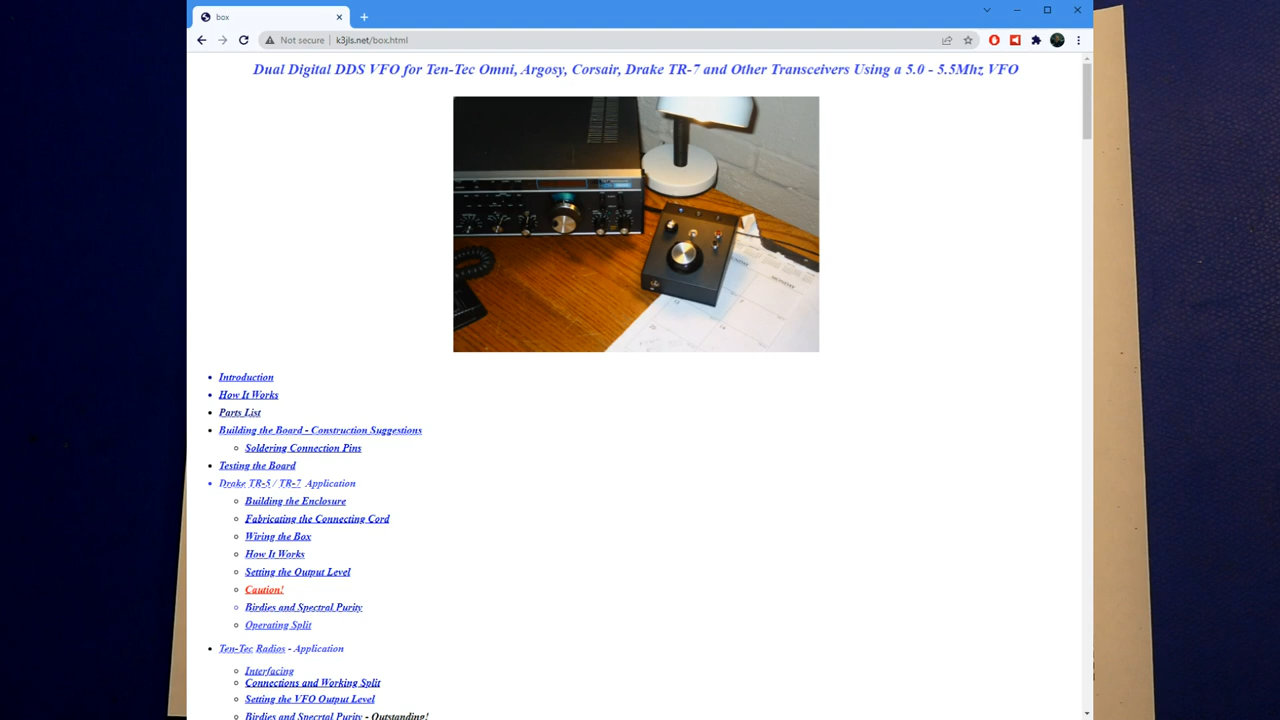 box
Not secure
k3jls.net/box.html
Dual Digital DDS VFO for Ten-Tec Omni, Argosy, Corsair, Drake TR-7 and Other Transceivers Using a 5.0 - 5.5Mhz VFO
Introduction
How It Works
Parts List
Building the Board - Construction Suggestions
Soldering Connection Pins
Testing the Board
Drake TR-5 / TR-7 Application
Building the Enclosure
Fabricating the Connecting Cord
Wiring the Box
How It Works
Setting the Output Level
Caution!
Birdies and Spectral Purity
Operating Split
Ten-Tec Radios - Application
Interfacing
Connections and Working Split
Setting the VFO Output Level
Birdies and Specrtal Purity - Outstanding!